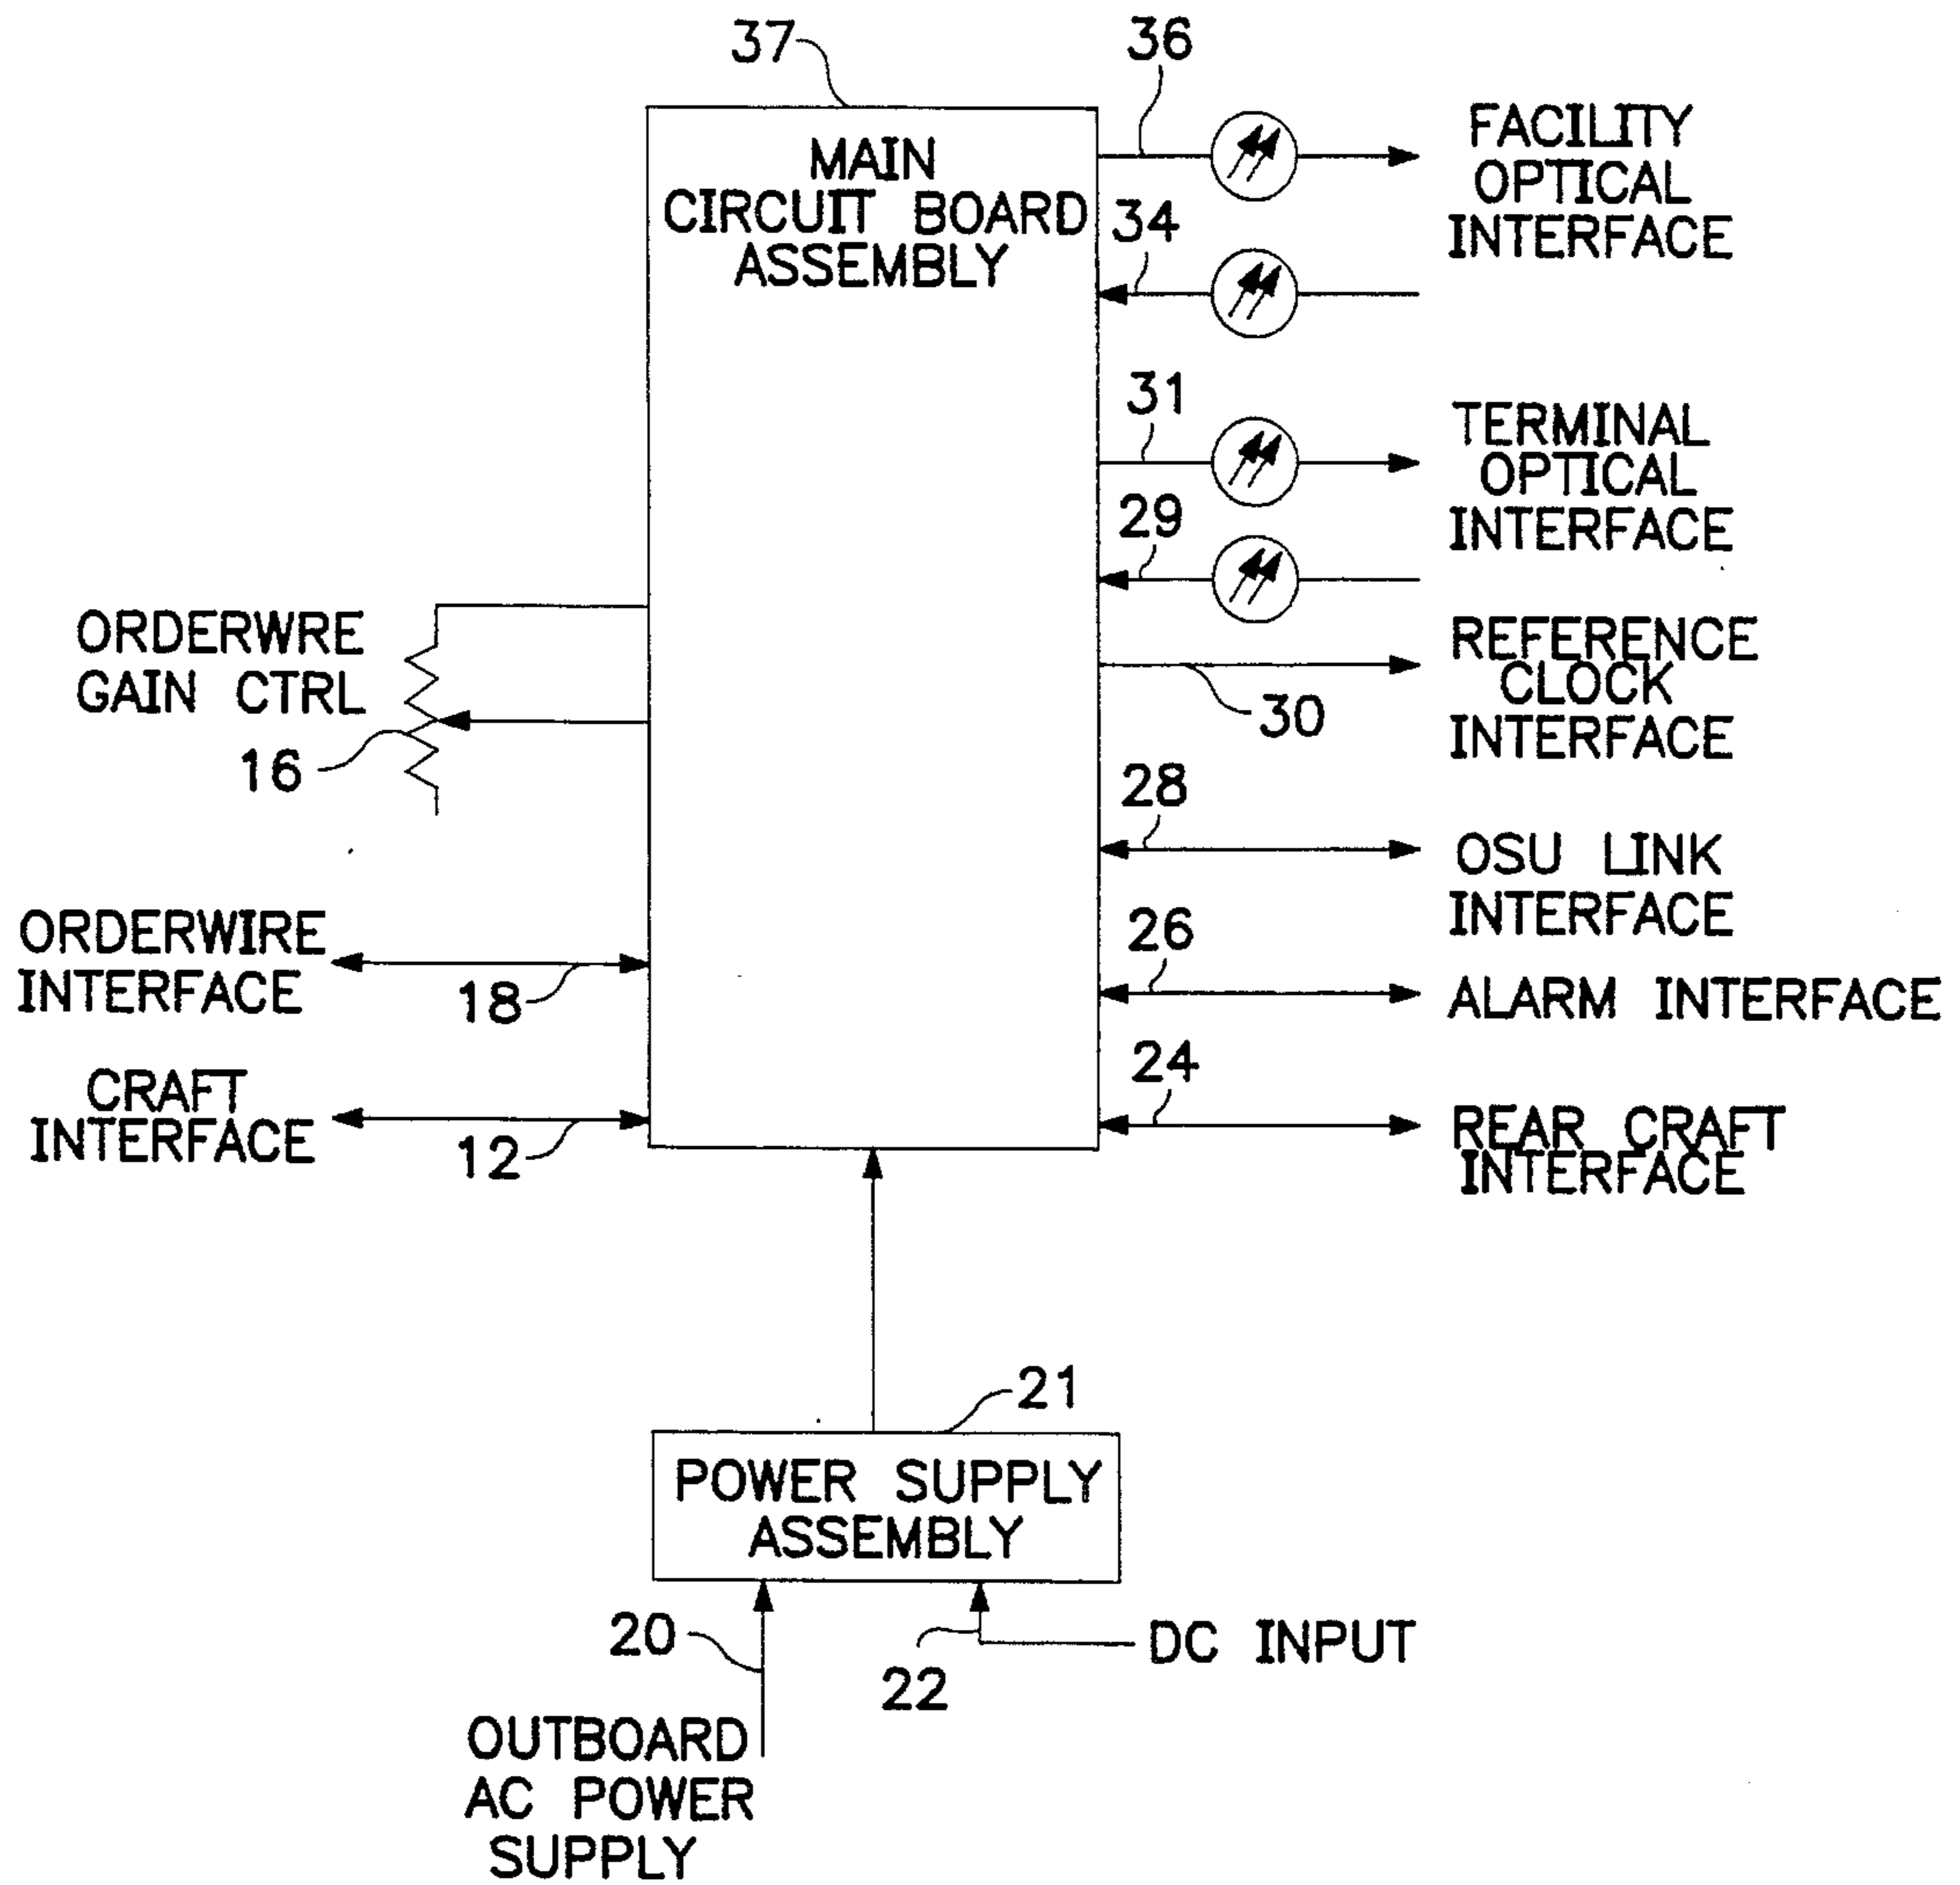 37
36
MAIN
CIRCUIT BOARD
ASSEMBLY
FACILITY
OPTICAL
INTERFACE
34
31
TERMINAL
OPTICAL
INTERFACE
29
ORDERWRE
GAIN CTRL
16
REFERENCE
CLOCK
INTERFACE
30
28
OSU LINK
INTERFACE
ORDERWIRE
INTERFACE
18
26
ALARM INTERFACE
CRAFT
INTERFACE
12
24
REAR CRAFT
INTERFACE
21
POWER SUPPLY
ASSEMBLY
20
22
DC INPUT
OUTBOARD
AC POWER
SUPPLY